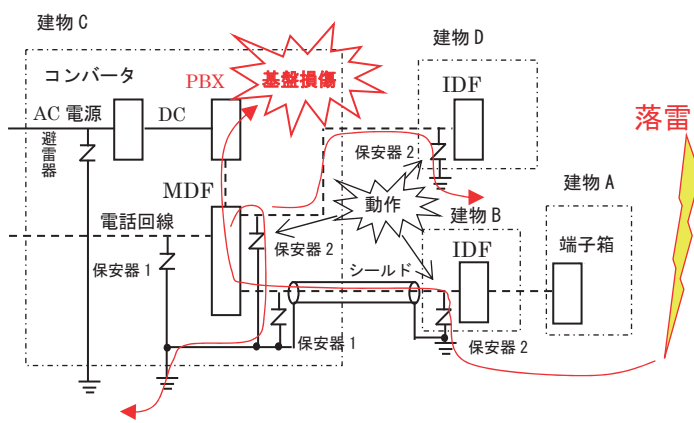 建物 C
コンバータ
PBX
基盤損傷
AC 電源
DC
避雷器
MDF
電話回線
保安器 1
保安器 2
保安器 1
シールド
動作
建物 D
IDF
保安器 2
建物 B
IDF
保安器 2
建物 A
端子箱
落雷